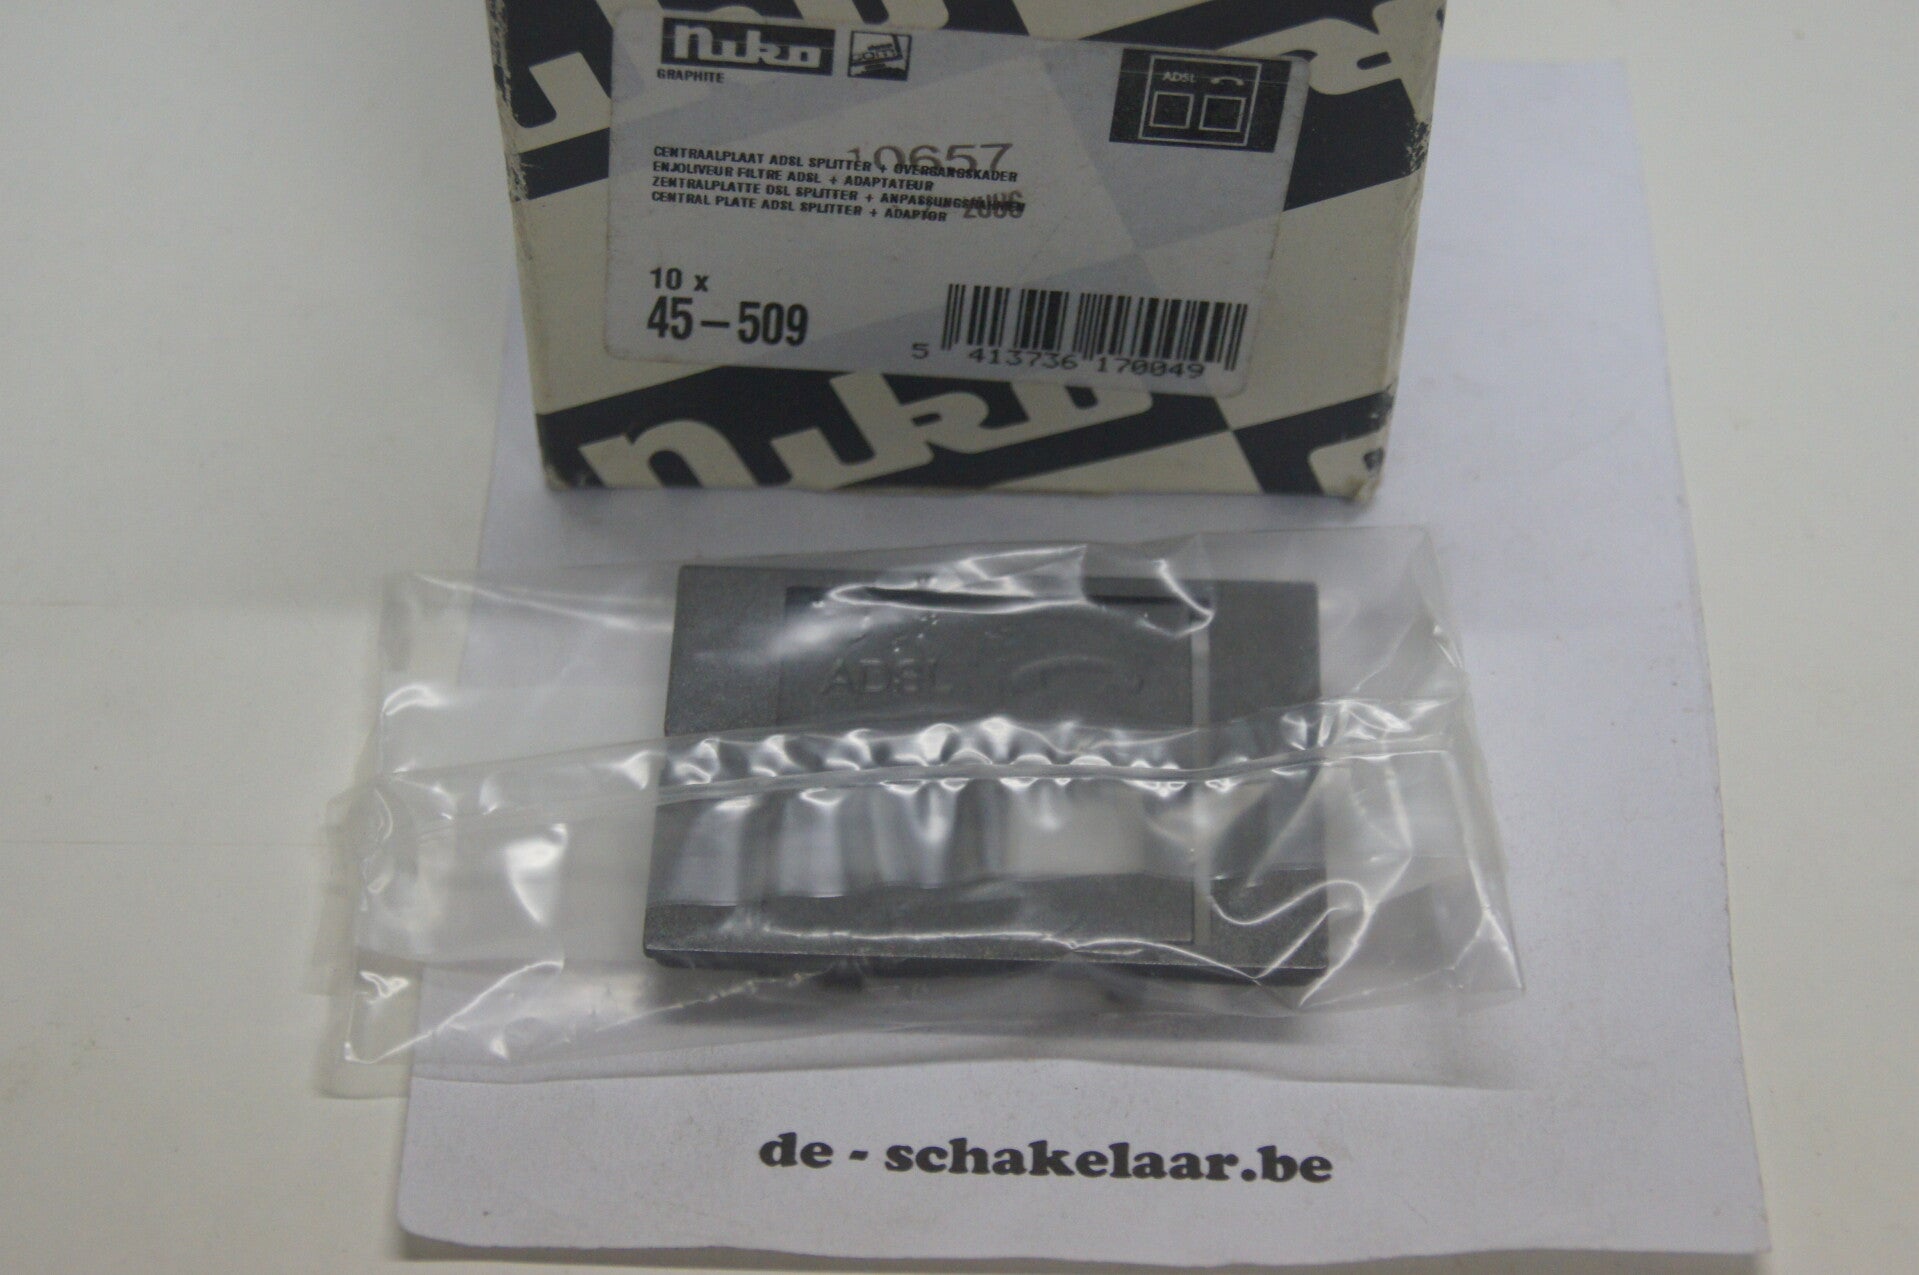 niko
GRAPHITE
ADSL
10657
CENTRAALPLAAT ADSL SPLITTER + OVERGANGSKADER
ENJOLIVEUR FILTRE ADSL + ADAPTATEUR
ZENTRALPLATTE DSL SPLITTER + ANPASSUNGSRAHMEN
CENTRAL PLATE ADSL SPLITTER + ADAPTOR
10 x
45-509
5 413736 170049
niko
ADSL
de - schakelaar.be